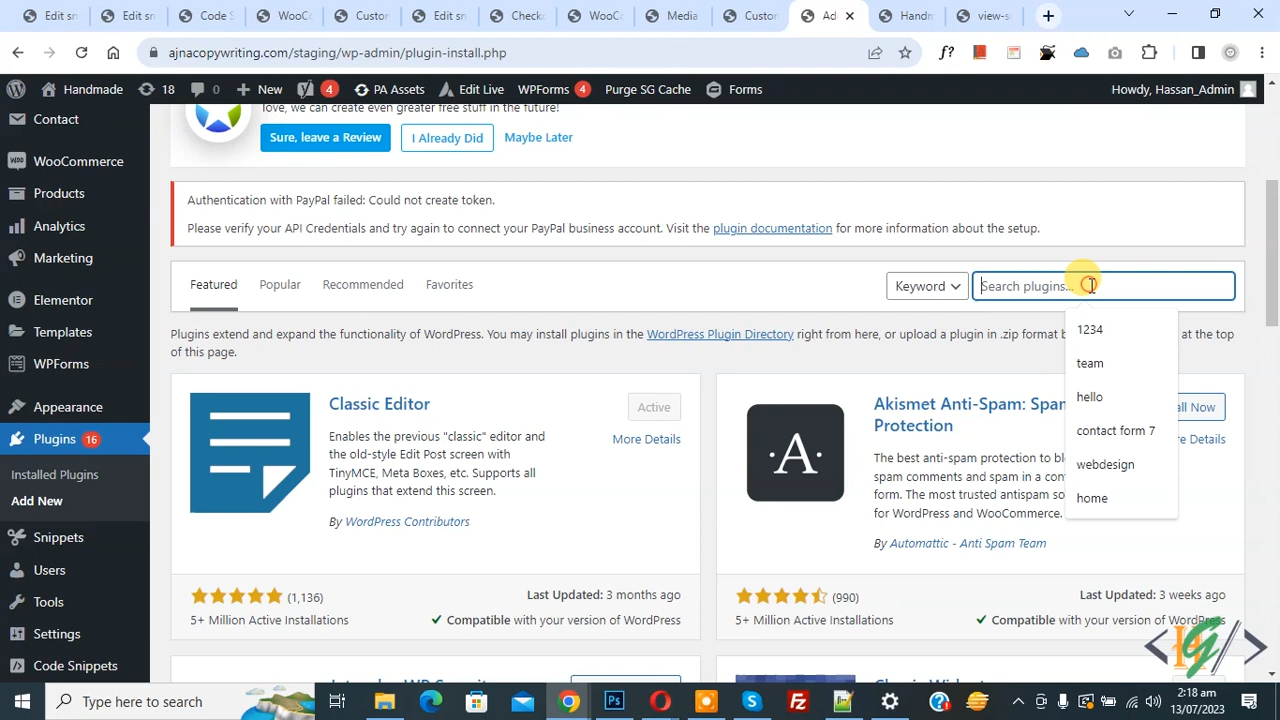 Edit sn
Edit sn
Code S
WooCo
Custor
Edit sn
Checko
WooCo
Media
Custor
Ad
Handm
view-s
ajnacopywriting.com/staging/wp-admin/plugin-install.php
Handmade
18
0
New
4
PA Assets
Edit Live
WPForms 4
Purge SG Cache
Forms
Howdy, Hassan_Admin
Contact
WooCommerce
Products
Analytics
Marketing
Elementor
Templates
WPForms
Appearance
Plugins 16
Installed Plugins
Add New
Snippets
Users
Tools
Settings
Code Snippets
love, we can create even greater free stuff in the future!
Sure, leave a Review
I Already Did
Maybe Later
Authentication with PayPal failed: Could not create token.
Please verify your API Credentials and try again to connect your PayPal business account. Visit the plugin documentation for more information about the setup.
Featured
Popular
Recommended
Favorites
Keyword
Search plugins...
1234
team
hello
contact form 7
webdesign
home
Plugins extend and expand the functionality of WordPress. You may install plugins in the WordPress Plugin Directory right from here, or upload a plugin in .zip format at the top
of this page.
Classic Editor
Active
More Details
Enables the previous "classic" editor and
the old-style Edit Post screen with
TinyMCE, Meta Boxes, etc. Supports all
plugins that extend this screen.
By WordPress Contributors
(1,136)
5+ Million Active Installations
Last Updated: 3 months ago
Compatible with your version of WordPress
A
Akismet Anti-Spam: Spam
Protection
all Now
re Details
The best anti-spam protection to bl
spam comments and spam in a con
form. The most trusted antispam so
for WordPress and WooCommerce.
By Automattic - Anti Spam Team
(990)
5+ Million Active Installations
Last Updated: 3 weeks ago
Compatible with your version of WordPress
<HG/>
Type here to search
2:18 am
13/07/2023